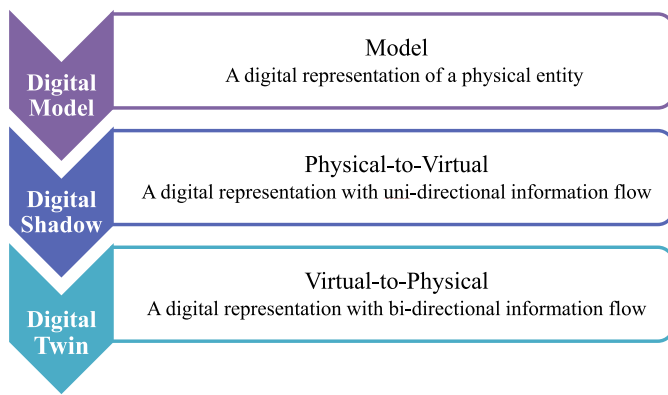 Digital
Model
Model
A digital representation of a physical entity
Digital
Shadow
Physical-to-Virtual
A digital representation with uni-directional information flow
Digital
Twin
Virtual-to-Physical
A digital representation with bi-directional information flow